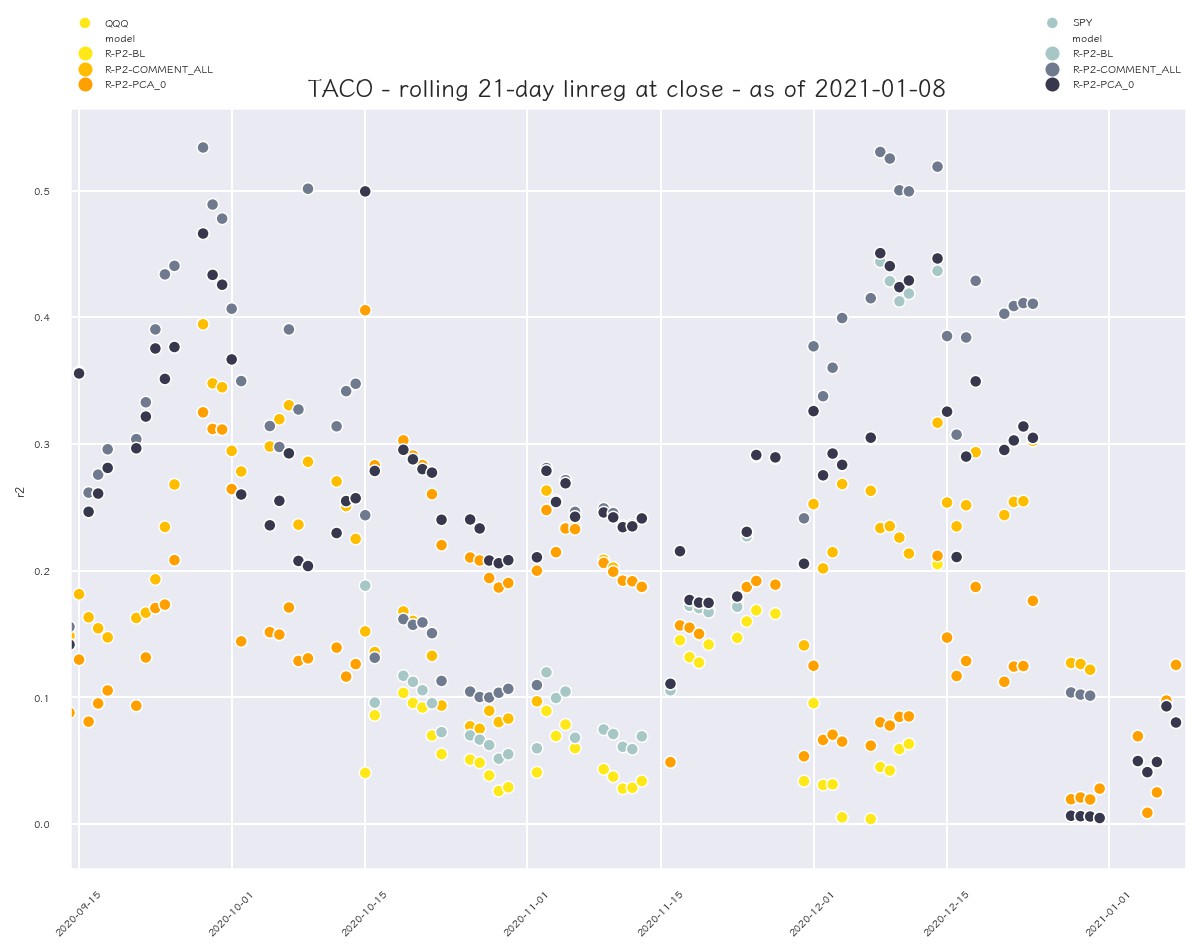 QQQ
model
R-P2-BL
R-P2-COMMENT_ALL
R-P2-PCA_0
SPY
model
R-P2-BL
R-P2-COMMENT_ALL
R-P2-PCA_0
TACO - rolling 21-day linreg at close - as of 2021-01-08
r2
0.5
0.4
0.3
0.2
0.1
0.0
2020-09-15
2020-10-01
2020-10-15
2020-11-01
2020-11-15
2020-12-01
2020-12-15
2021-01-01